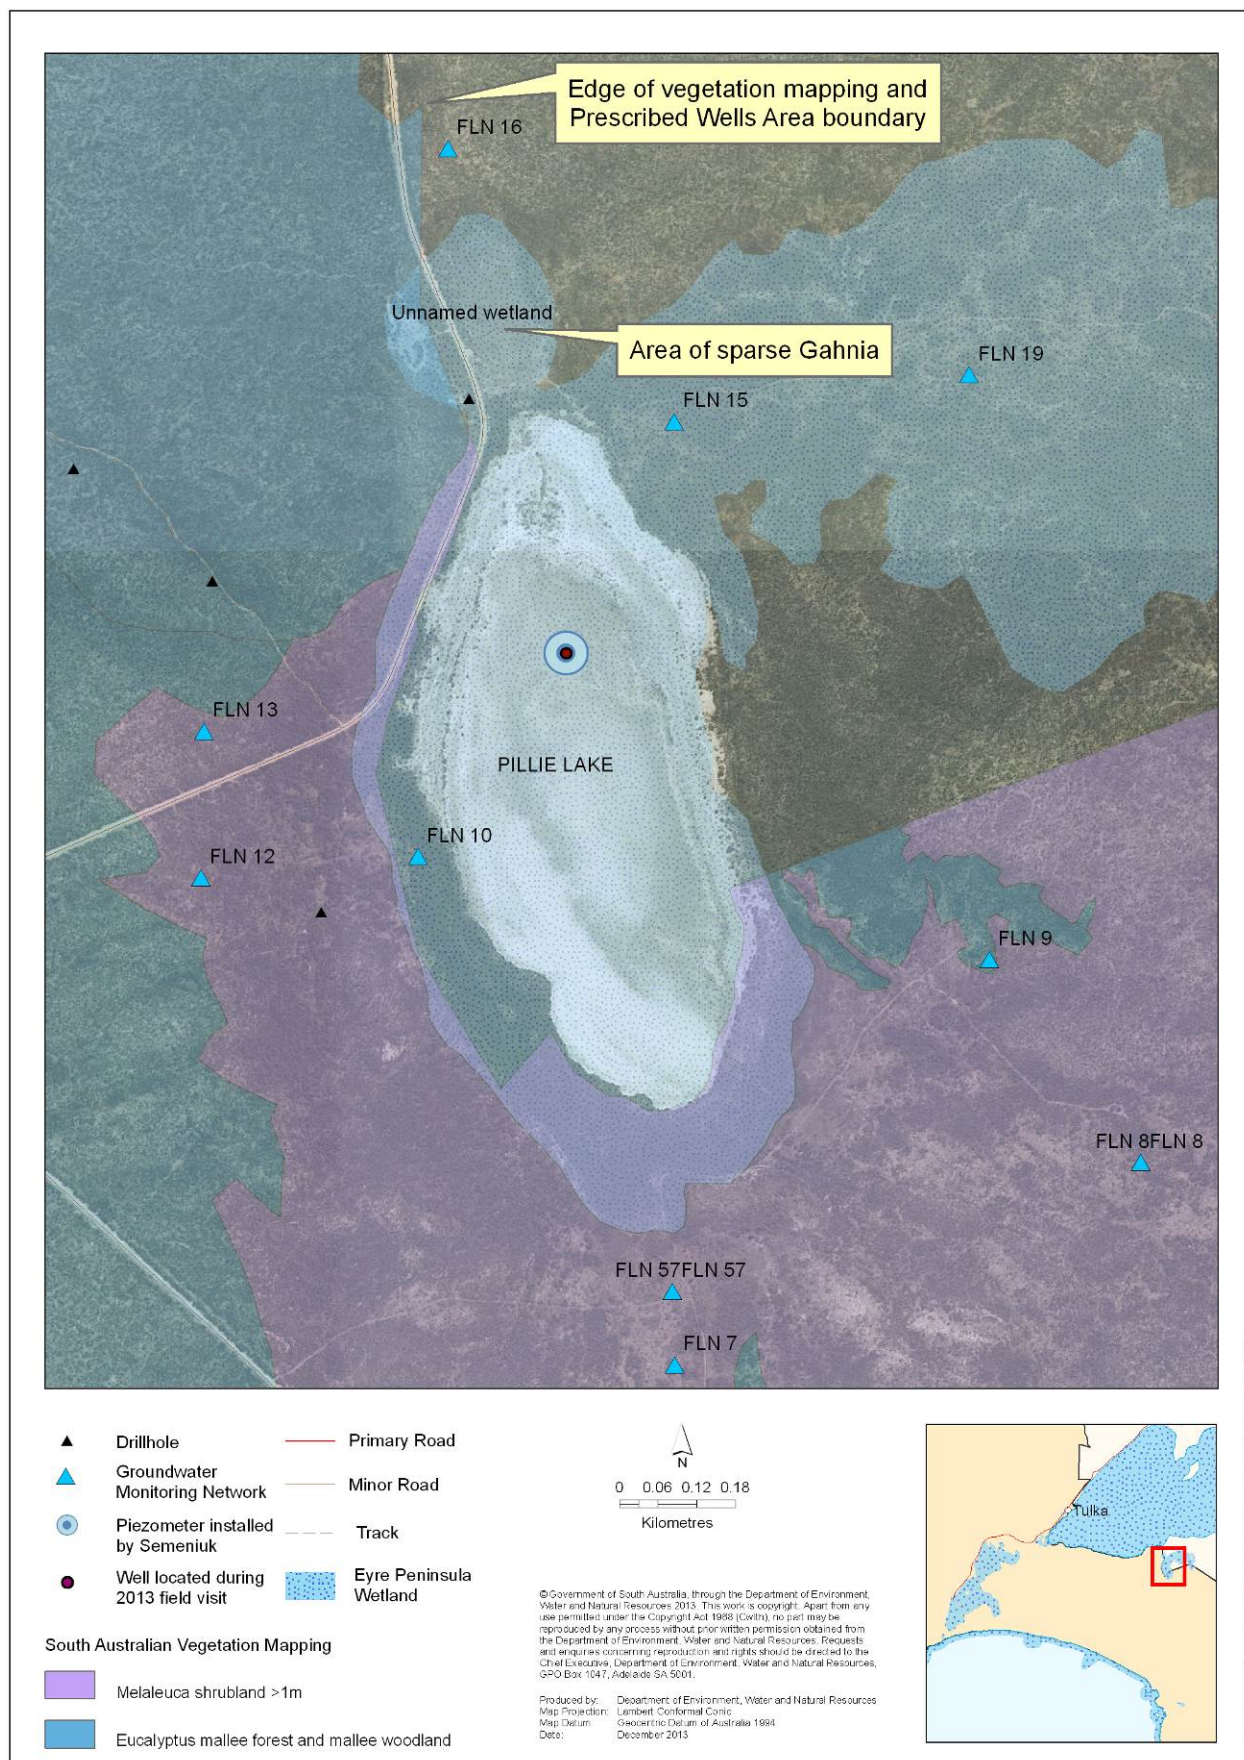 Edge of vegetation mapping and
Prescribed Wells Area boundary
FLN 16
Unnamed wetland
Area of sparse Gahnia
FLN 19
FLN 15
FLN 13
PILLIE LAKE
FLN 10
FLN 12
FLN 9
FLN 8FLN 8
FLN 57FLN 57
FLN 7
Drillhole
Groundwater
Monitoring Network
Piezometer installed
by Semeniuk
Well located during
2013 field visit
Primary Road
Minor Road
Track
Eyre Peninsula
Wetland
South Australian Vegetation Mapping
Melaleuca shrubland >1m
Eucalyptus mallee forest and mallee woodland
N
0 0.06 0.12 0.18
Kilometres
©Government of South Australia, through the Department of Environment,
Water and Natural Resources 2013. This work is copyright. Apart from any
use permitted under the Copyright Act 1968 (Cwlth), no part may be
reproduced by any process without prior written permission obtained from
the Department of Environment, Water and Natural Resources. Requests
and enquiries concerning reproduction and rights should be directed to the
Chief Executive, Department of Environment, Water and Natural Resources,
GPO Box 1047, Adelaide SA 5001.
Produced by: Department of Environment, Water and Natural Resources
Map Projection: Lambert Conformal Conic
Map Datum: Geocentric Datum of Australia 1994
Date: December 2013
Tulka